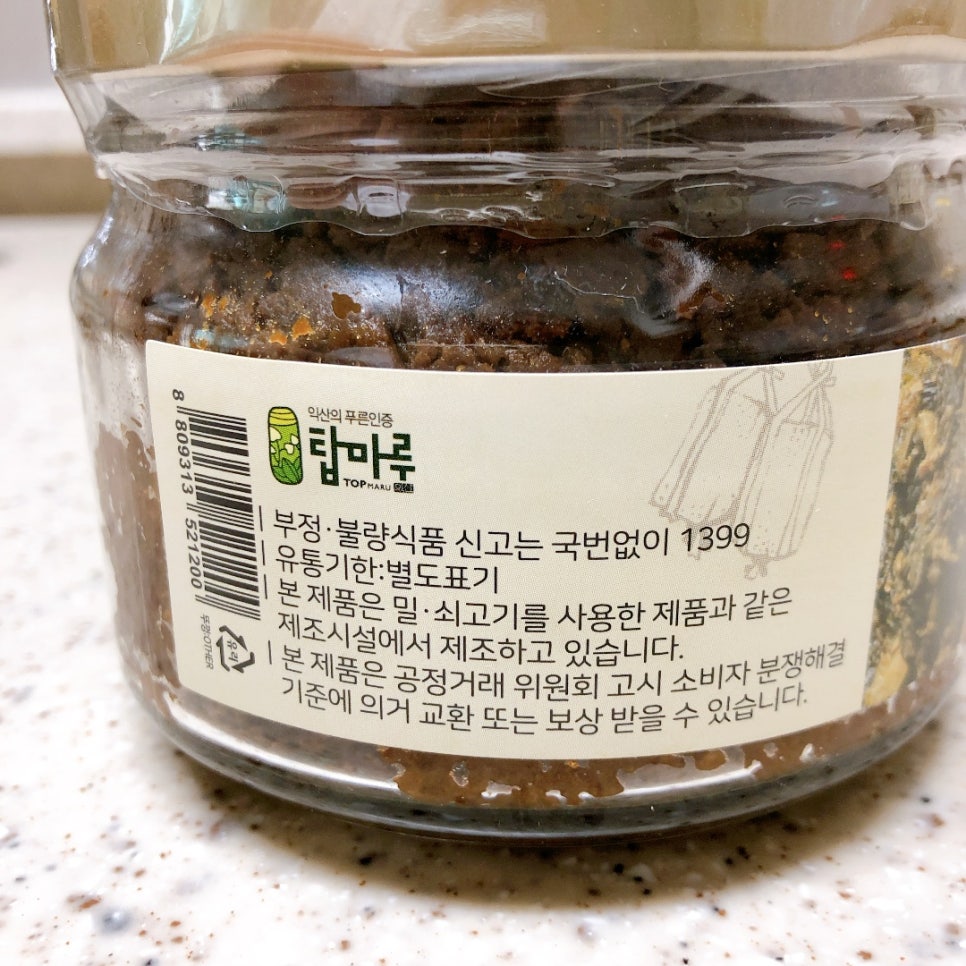 익산의 푸른인증
탑마루
TOPMARU
8 809313 521200
뚜껑:OTHER
유리
부정·불량식품 신고는 국번없이 1399
유통기한:별도표기
본 제품은 밀·쇠고기를 사용한 제품과 같은
제조시설에서 제조하고 있습니다.
본 제품은 공정거래 위원회 고시 소비자 분쟁해결
기준에 의거 교환 또는 보상 받을 수 있습니다.